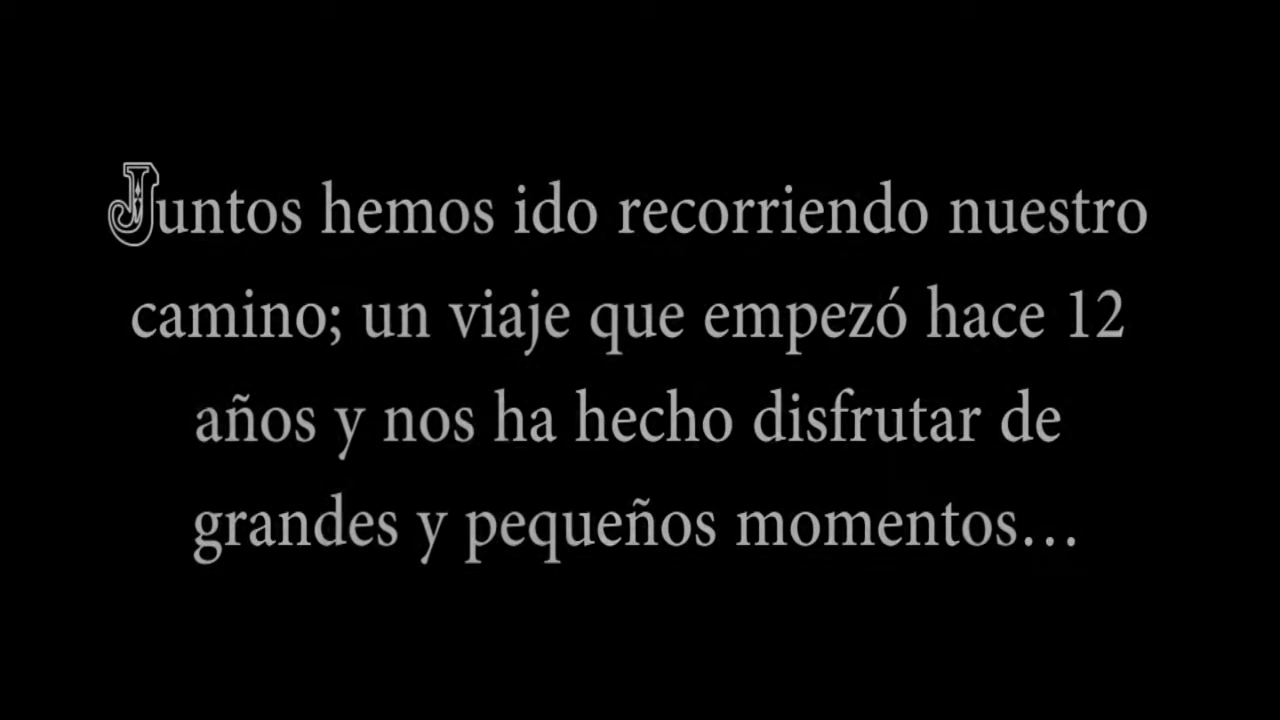 Juntos hemos ido recorriendo nuestro
camino; un viaje que empezó hace 12
años y nos ha hecho disfrutar de
grandes y pequeños momentos…